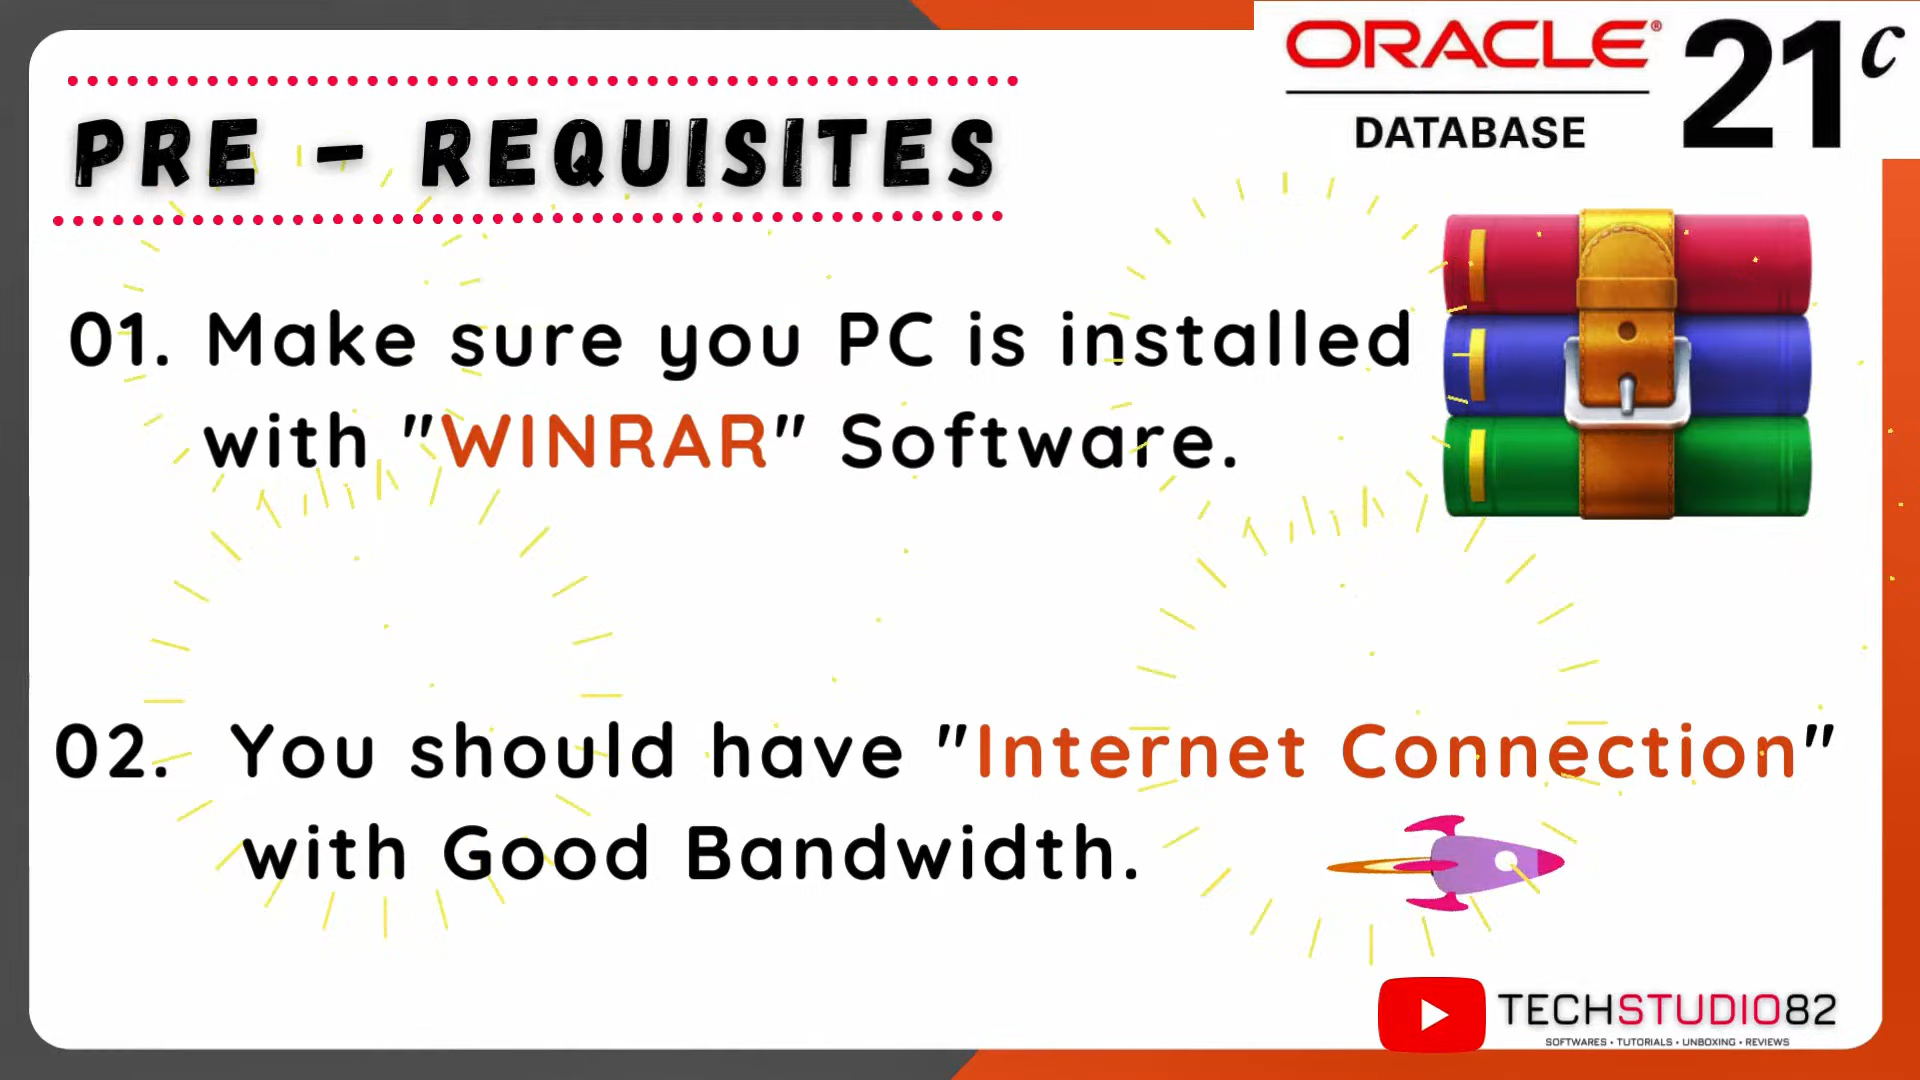 ORACLE®
DATABASE
21c
PRE - REQUISITES
01. Make sure you PC is installed
with "WINRAR" Software.
02. You should have "Internet Connection"
with Good Bandwidth.
TECHSTUDIO82
SOFTWARES • TUTORIALS • UNBOXING • REVIEWS